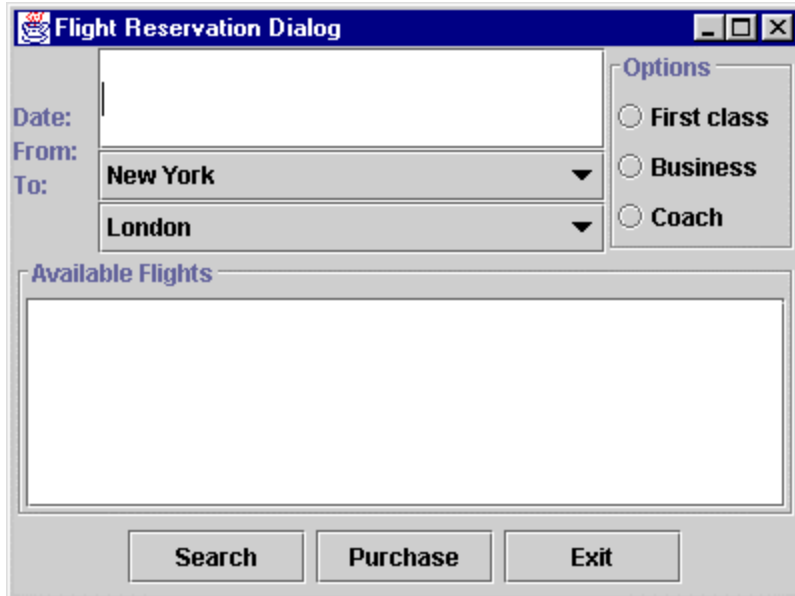 Flight Reservation Dialog
Date:
From:
To:
New York
London
Options
First class
Business
Coach
Available Flights
Search Purchase Exit